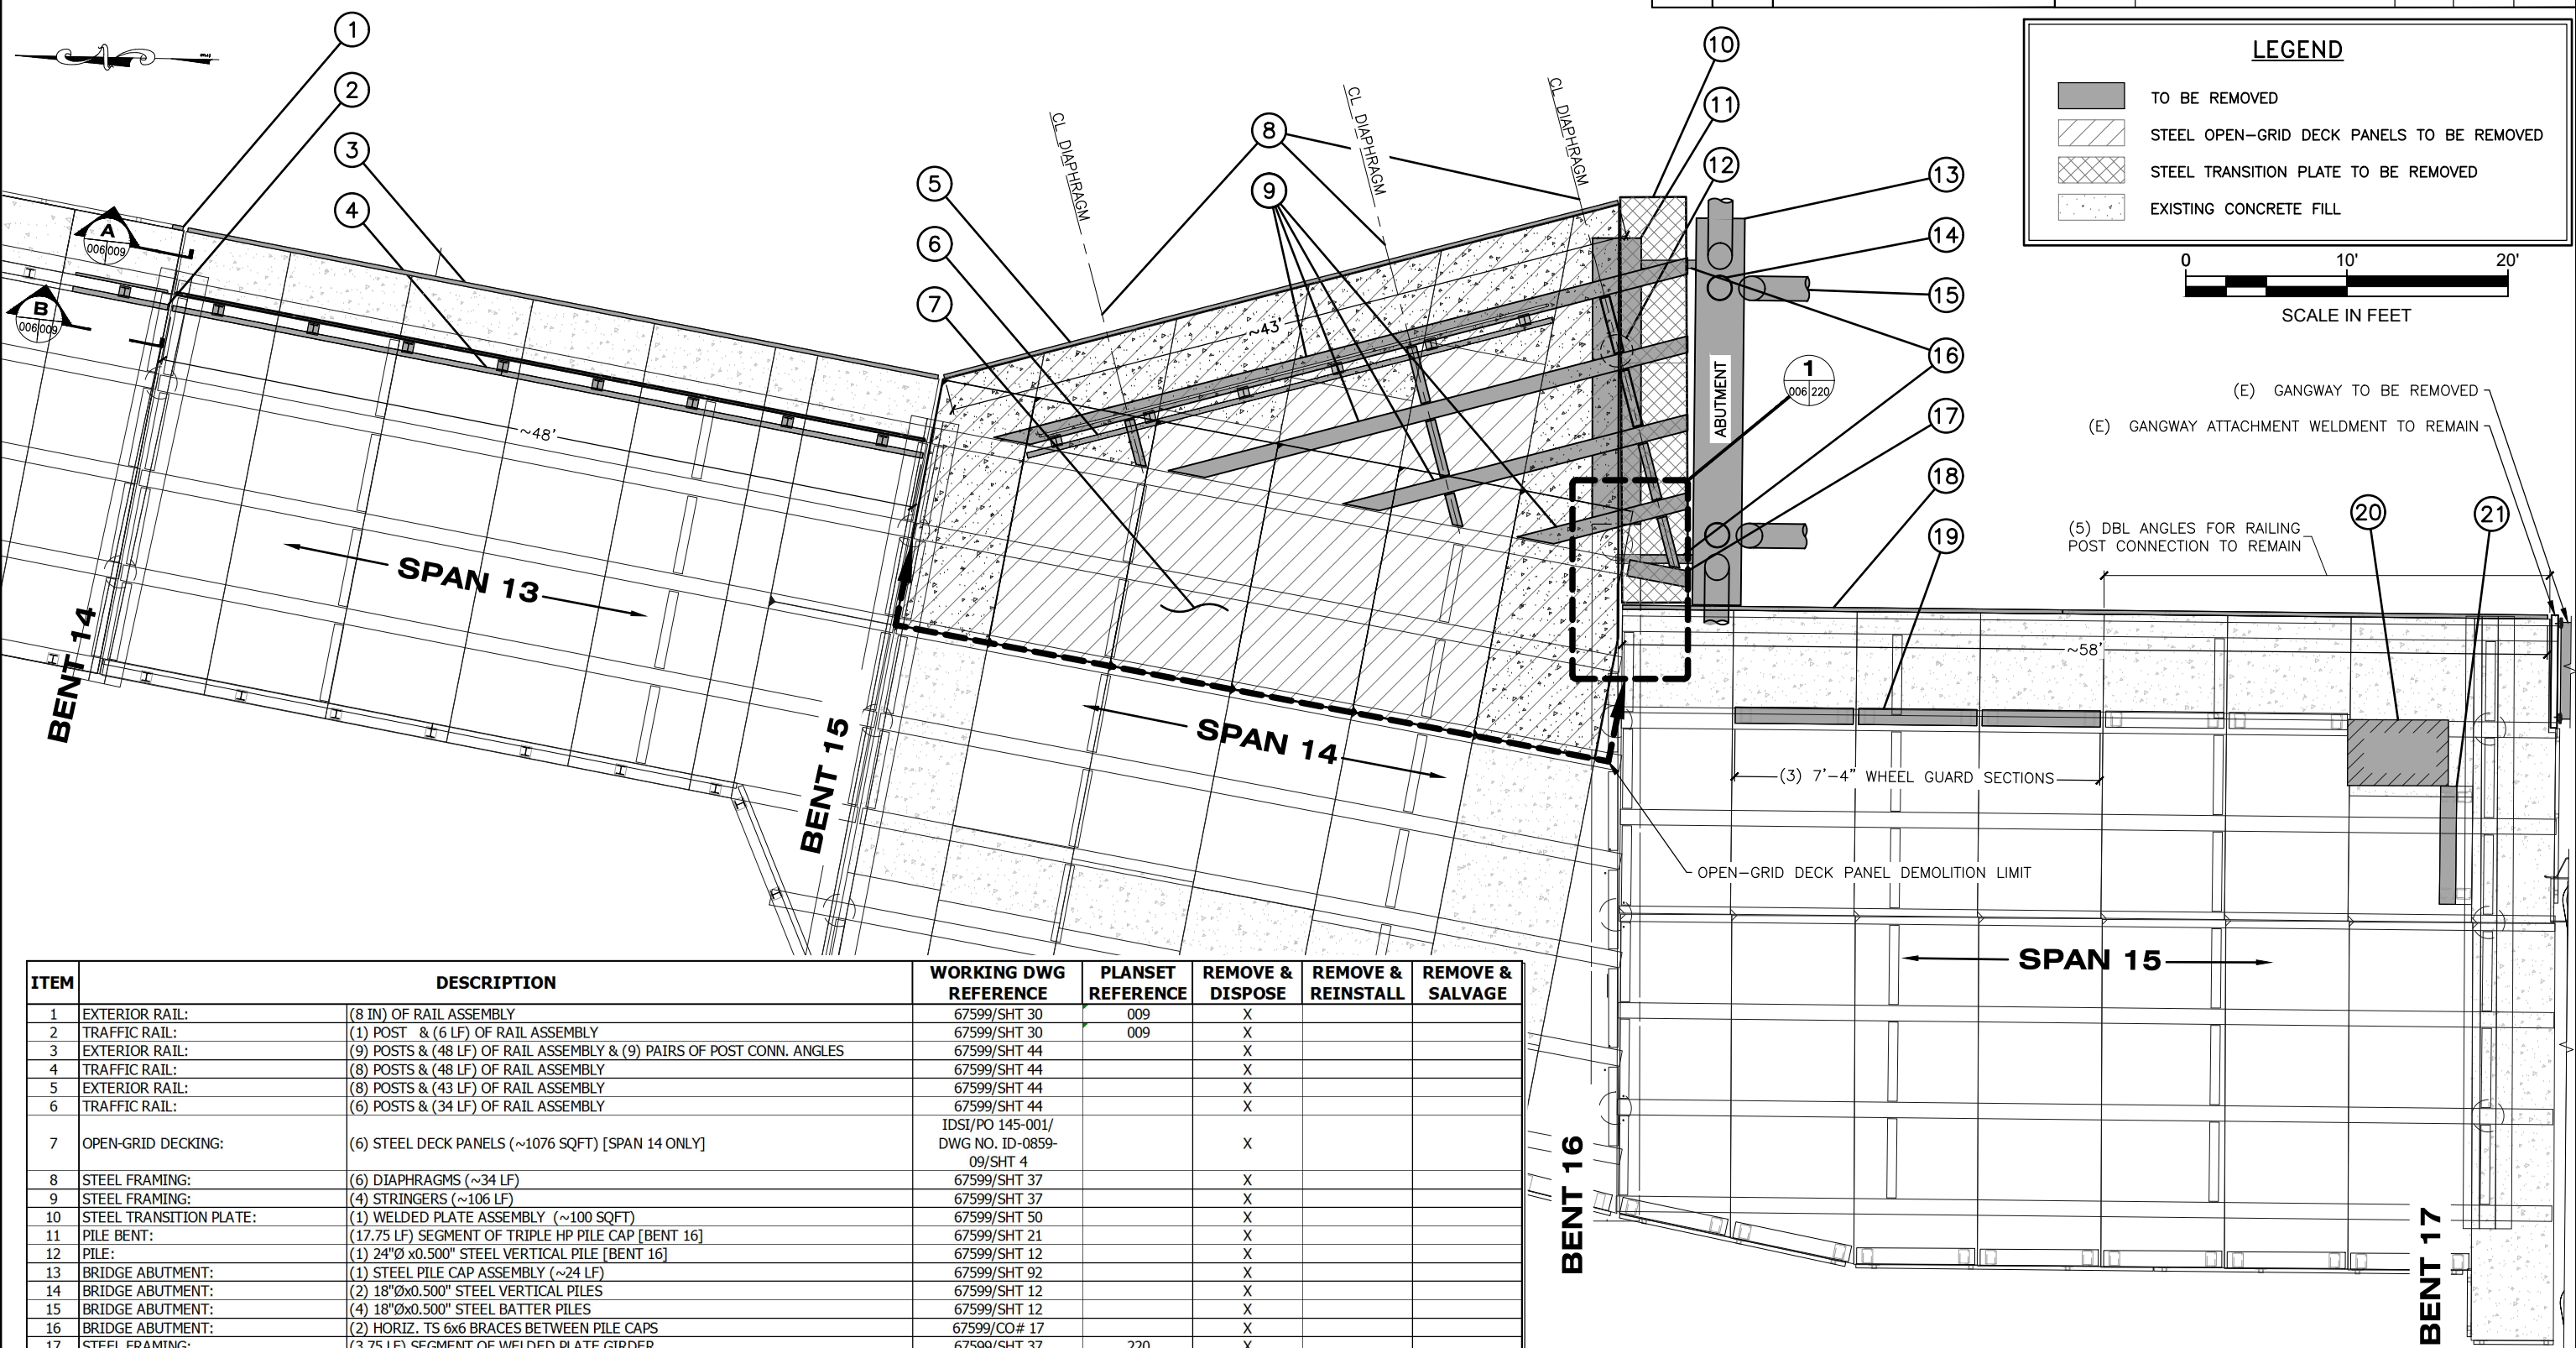 1
2
3
4
5
6
7
8
9
10
11
12
13
14
15
16
17
18
19
20
21
LEGEND
TO BE REMOVED
STEEL OPEN-GRID DECK PANELS TO BE REMOVED
STEEL TRANSITION PLATE TO BE REMOVED
EXISTING CONCRETE FILL
0 10' 20'
SCALE IN FEET
CL DIAPHRAGM
CL DIAPHRAGM
CL DIAPHRAGM
A
006 009
B
006 009
1
006 220
ABUTMENT
~48'
~43'
~58'
(E) GANGWAY TO BE REMOVED
(E) GANGWAY ATTACHMENT WELDMENT TO REMAIN
(5) DBL ANGLES FOR RAILING
POST CONNECTION TO REMAIN
(3) 7'-4" WHEEL GUARD SECTIONS
OPEN-GRID DECK PANEL DEMOLITION LIMIT
SPAN 13
SPAN 14
SPAN 15
BENT 14
BENT 15
BENT 16
BENT 17
ITEM DESCRIPTION WORKING DWG REFERENCE PLANSET REFERENCE REMOVE & DISPOSE REMOVE & REINSTALL REMOVE & SALVAGE
1 EXTERIOR RAIL: (8 IN) OF RAIL ASSEMBLY 67599/SHT 30 009 X
2 TRAFFIC RAIL: (1) POST & (6 LF) OF RAIL ASSEMBLY 67599/SHT 30 009 X
3 EXTERIOR RAIL: (9) POSTS & (48 LF) OF RAIL ASSEMBLY & (9) PAIRS OF POST CONN. ANGLES 67599/SHT 44 X
4 TRAFFIC RAIL: (8) POSTS & (48 LF) OF RAIL ASSEMBLY 67599/SHT 44 X
5 EXTERIOR RAIL: (8) POSTS & (43 LF) OF RAIL ASSEMBLY 67599/SHT 44 X
6 TRAFFIC RAIL: (6) POSTS & (34 LF) OF RAIL ASSEMBLY 67599/SHT 44 X
7 OPEN-GRID DECKING: (6) STEEL DECK PANELS (~1076 SQFT) [SPAN 14 ONLY] IDSI/PO 145-001/ DWG NO. ID-0859-09/SHT 4 X
8 STEEL FRAMING: (6) DIAPHRAGMS (~34 LF) 67599/SHT 37 X
9 STEEL FRAMING: (4) STRINGERS (~106 LF) 67599/SHT 37 X
10 STEEL TRANSITION PLATE: (1) WELDED PLATE ASSEMBLY (~100 SQFT) 67599/SHT 50 X
11 PILE BENT: (17.75 LF) SEGMENT OF TRIPLE HP PILE CAP [BENT 16] 67599/SHT 21 X
12 PILE: (1) 24"Ø x0.500" STEEL VERTICAL PILE [BENT 16] 67599/SHT 12 X
13 BRIDGE ABUTMENT: (1) STEEL PILE CAP ASSEMBLY (~24 LF) 67599/SHT 92 X
14 BRIDGE ABUTMENT: (2) 18"Øx0.500" STEEL VERTICAL PILES 67599/SHT 12 X
15 BRIDGE ABUTMENT: (4) 18"Øx0.500" STEEL BATTER PILES 67599/SHT 12 X
16 BRIDGE ABUTMENT: (2) HORIZ. TS 6x6 BRACES BETWEEN PILE CAPS 67599/CO# 17 X
17 STEEL FRAMING: (3.75 LF) SEGMENT OF WELDED PLATE GIRDER 67599/SHT 37 220 X